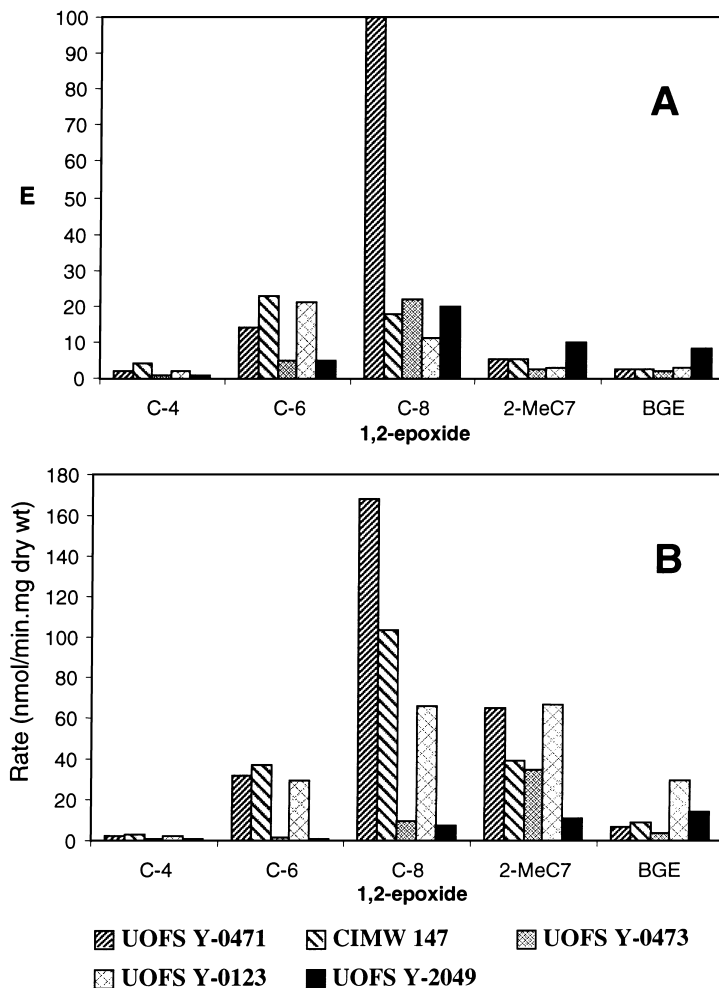 100
90
80
70
60
50
40
30
20
10
0
E
A
C-4 C-6 C-8 2-MeC7 BGE
1,2-epoxide
180
160
140
120
100
80
60
40
20
0
Rate (nmol/min.mg dry wt)
B
C-4 C-6 C-8 2-MeC7 BGE
1,2-epoxide
UOFS Y-0471 CIMW 147 UOFS Y-0473
UOFS Y-0123 UOFS Y-2049